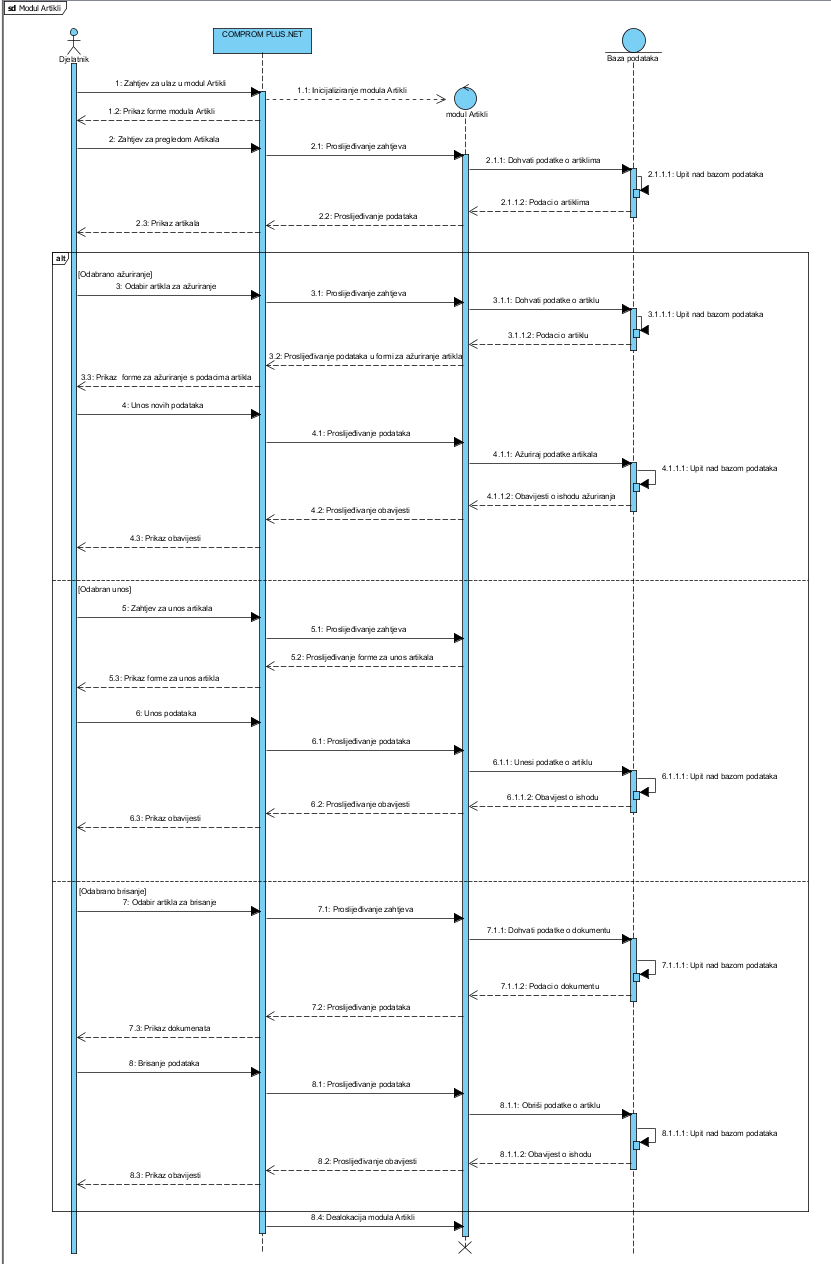 sd Modul Artikli
COMPROM PLUS.NET
Djelatnik
Baza podataka
1: Zahtjev za ulaz u modul Artikli
1.1: Inicijaliziranje modula Artikli
modul Artikli
1.2: Prikaz forme modula Artikli
2: Zahtjev za pregledom Artikala
2.1: Proslijeđivanje zahtjeva
2.1.1: Dohvati podatke o artiklima
2.1.1.1: Upit nad bazom podataka
2.1.1.2: Podaci o artiklima
2.2: Proslijeđivanje podataka
2.3: Prikaz artikala
alt
[Odabrano ažuriranje]
3: Odabir artikla za ažuriranje
3.1: Proslijeđivanje zahtjeva
3.1.1: Dohvati podatke o artiklu
3.1.1.1: Upit nad bazom podataka
3.1.1.2: Podaci o artiklu
3.2: Proslijeđivanje podataka u formi za ažuriranje artikla
3.3: Prikaz forme za ažuriranje s podacima artikla
4: Unos novih podataka
4.1: Proslijeđivanje podataka
4.1.1: Ažuriraj podatke artikala
4.1.1.1: Upit nad bazom podataka
4.1.1.2: Obavijesti o ishodu ažuriranja
4.2: Proslijeđivanje obavijesti
4.3: Prikaz obavijesti
[Odabran unos]
5: Zahtjev za unos artikala
5.1: Proslijeđivanje zahtjeva
5.2: Proslijeđivanje forme za unos artikala
5.3: Prikaz forme za unos artikla
6: Unos podataka
6.1: Proslijeđivanje podataka
6.1.1: Unesi podatke o artiklu
6.1.1.1: Upit nad bazom podataka
6.1.1.2: Obavijest o ishodu
6.2: Proslijeđivanje obavijesti
6.3: Prikaz obavijesti
[Odabrano brisanje]
7: Odabir artikla za brisanje
7.1: Proslijeđivanje zahtjeva
7.1.1: Dohvati podatke o dokumentu
7.1.1.1: Upit nad bazom podataka
7.1.1.2: Podaci o dokumentu
7.2: Proslijeđivanje podataka
7.3: Prikaz dokumenata
8: Brisanje podataka
8.1: Proslijeđivanje podataka
8.1.1: Obriši podatke o artiklu
8.1.1.1: Upit nad bazom podataka
8.1.1.2: Obavijest o ishodu
8.2: Proslijeđivanje obavijesti
8.3: Prikaz obavijesti
8.4: Dealokacija modula Artikli